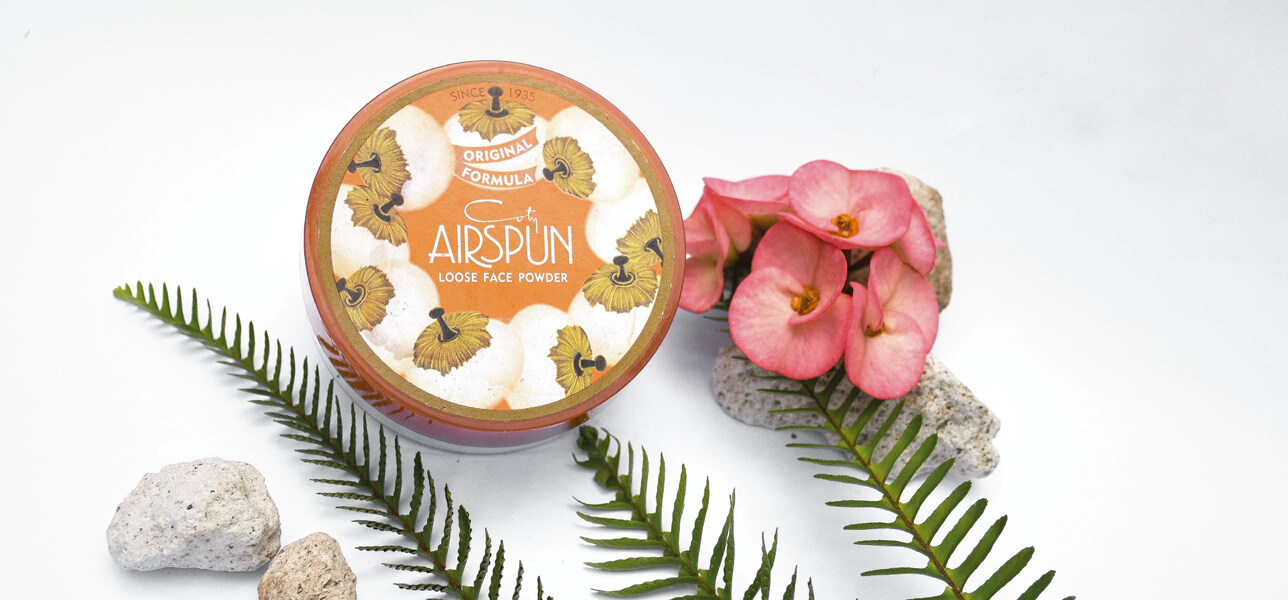 SINCE 1935
ORIGINAL
FORMULA
Coty
AIRSPUN
LOOSE FACE POWDER